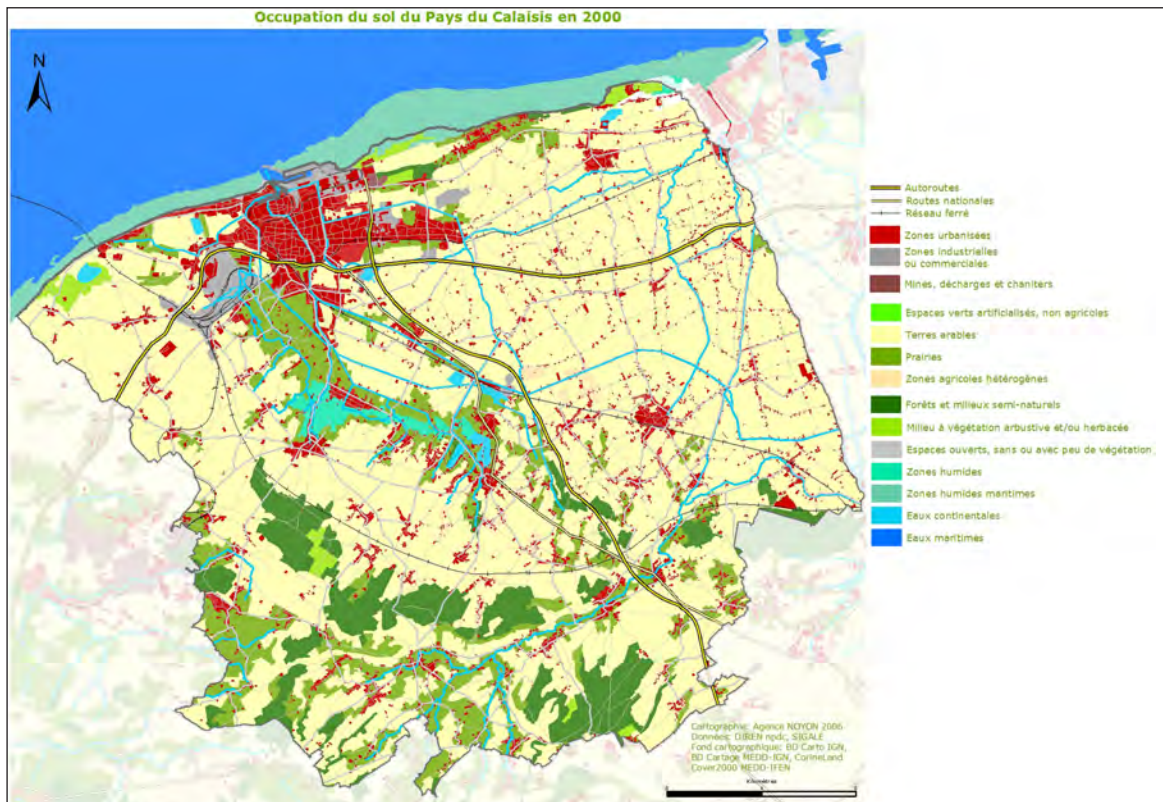 Occupation du sol du Pays du Calaisis en 2000
N
Autoroutes
Routes nationales
Réseau ferré
Zones urbanisées
Zones industrielles
ou commerciales
Mines, décharges et chaniters
Espaces verts artificialisés, non agricoles
Terres arables
Prairies
Zones agricoles hétérogènes
Forêts et milieux semi-naturels
Milieu à végétation arbustive et/ou herbacée
Espaces ouverts, sans ou avec peu de végétation
Zones humides
Zones humides maritimes
Eaux continentales
Eaux maritimes
Cartographie: Agence NOYON 2006
Données: DIREN npdc, SIGALE
Fond cartographique: BD Carto IGN,
BD Cartage MEDD-IGN, CorineLand
Cover2000 MEDD-IFEN
Kilomètres